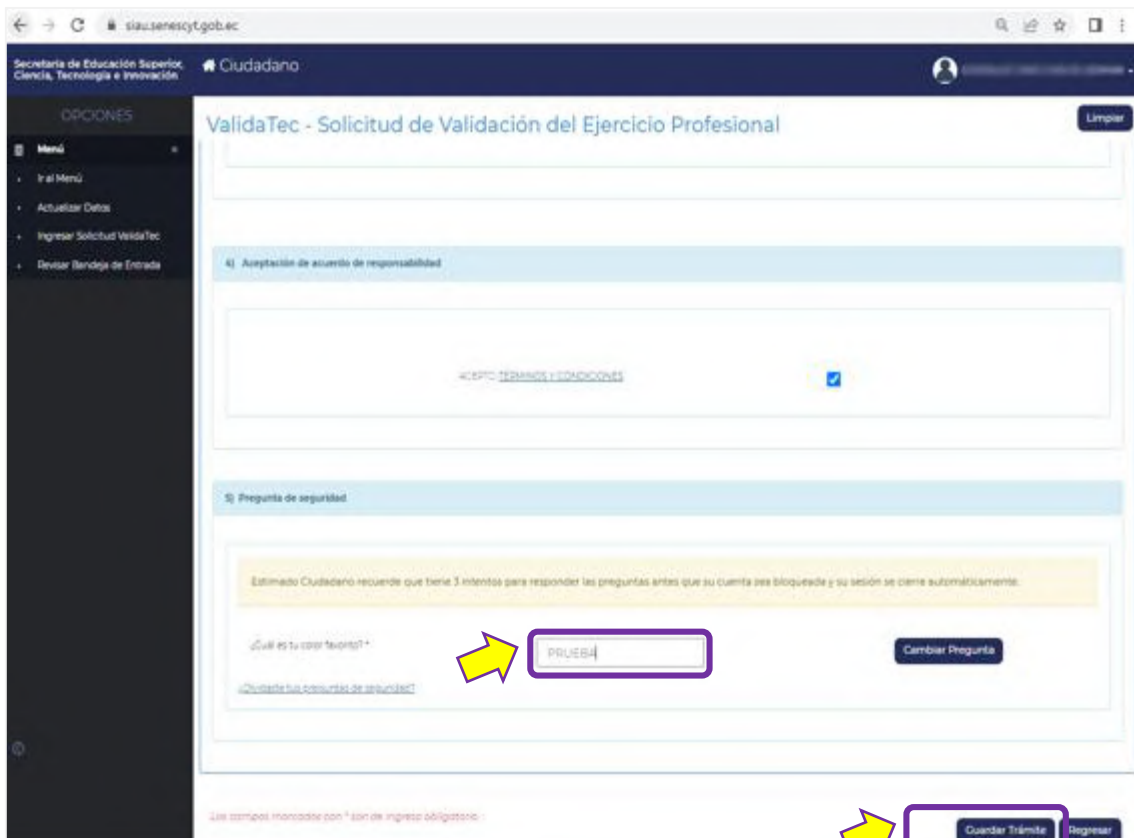 siau.senescyt.gob.ec
Secretaría de Educación Superior,
Ciencia, Tecnología e Innovación
Ciudadano
OPCIONES
ValidaTec - Solicitud de Validación del Ejercicio Profesional
Limpiar
Menú
Ir al Menú
Actualizar Datos
Ingresar Solicitud ValidaTec
Revisar Bandeja de Entrada
4) Aceptación de acuerdo de responsabilidad
ACEPTO TÉRMINOS Y CONDICIONES
5) Pregunta de seguridad
Estimado Ciudadano recuerde que tiene 3 intentos para responder las preguntas antes que su cuenta sea bloqueada y su sesión se cierre automáticamente.
¿Cuál es tu color favorito? *
PRUEBA
Cambiar Pregunta
¿Olvidaste tus preguntas de seguridad?
Los campos marcados con * son de ingreso obligatorio
Guardar Trámite
Regresar